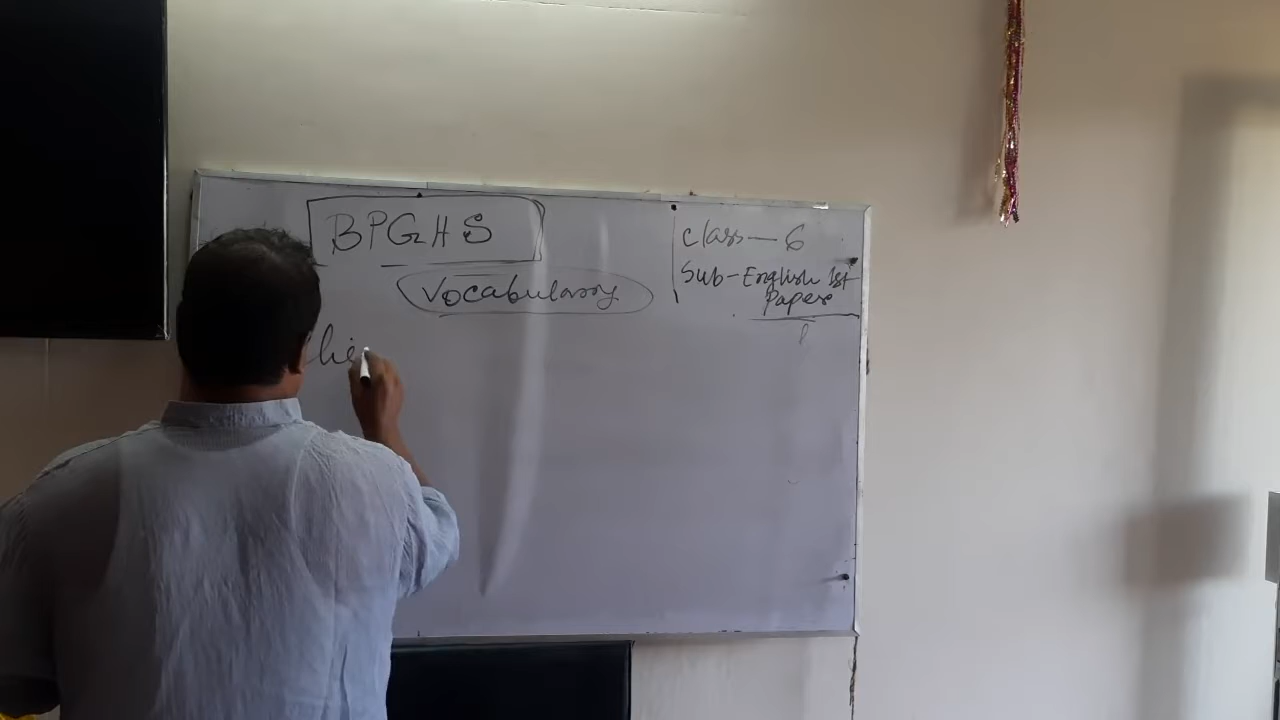 BPGHS
Class - 6
Sub - English 1st
Paper
Vocabulary